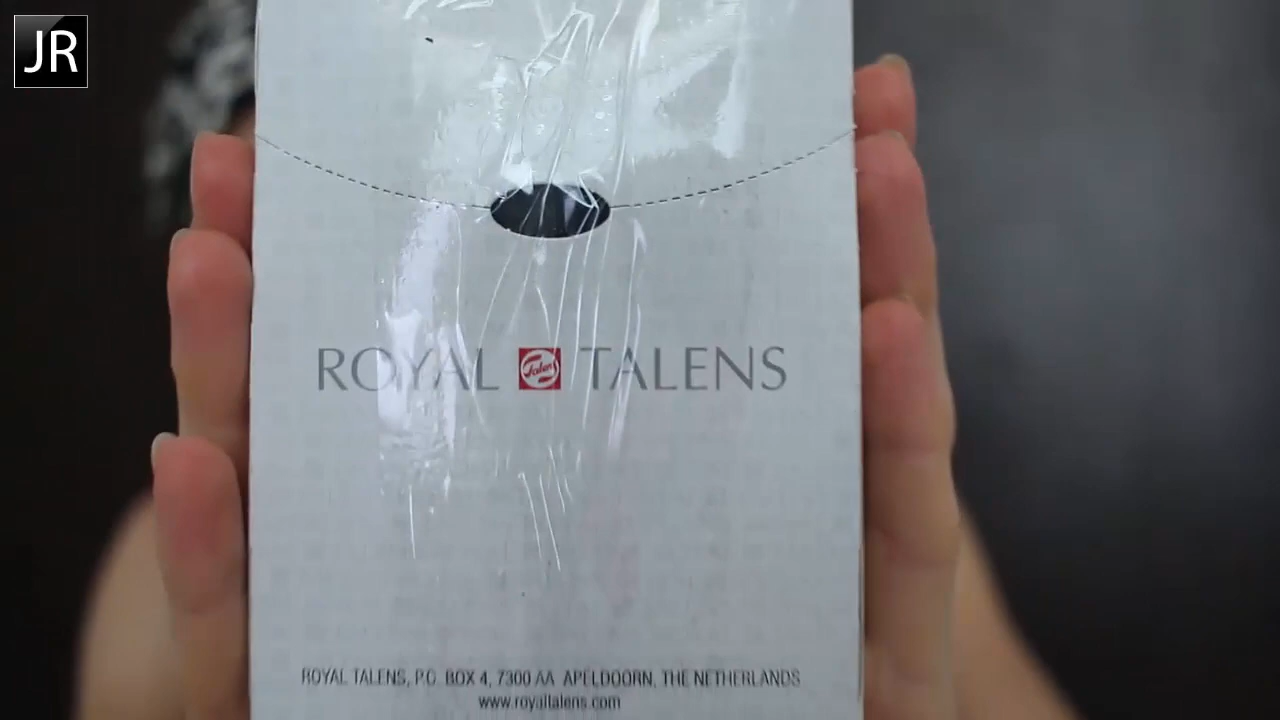 JR
ROYAL Talens TALENS
ROYAL TALENS, P.O. BOX 4, 7300 AA APELDOORN, THE NETHERLANDS
www.royaltalens.com